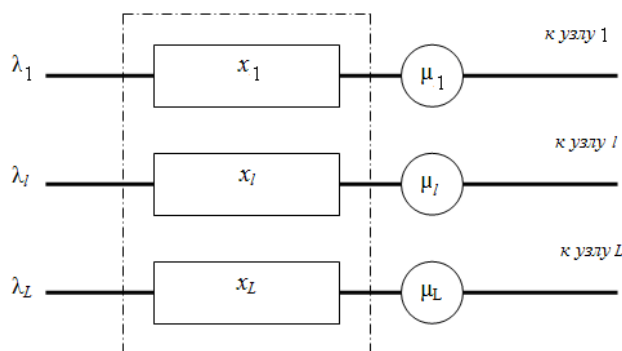 к узлу 1
λ1 x1 μ1
к узлу l
λl xl μl
к узлу L
λL xL μL